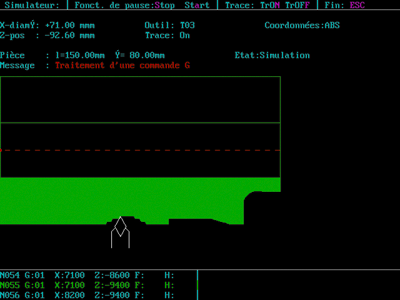 Simulateur: | Fonct. de pause:Stop Start | Trace: TrON TrOFF | Fin: ESC
X-diamŸ: +71.00 mmm Outil: T03 Coordonnées:ABS
Z-pos : -92.60 mmm Trace: On
Pièce : l=150.00mm Ÿ= 80.00mm Etat:Simulation
Message : Traitement d'une commande G
N054 G:01 X:7100 Z:-8600 F: H:
N055 G:01 X:7100 Z:-9400 F: H:
N056 G:01 X:8200 Z:-9400 F: H: